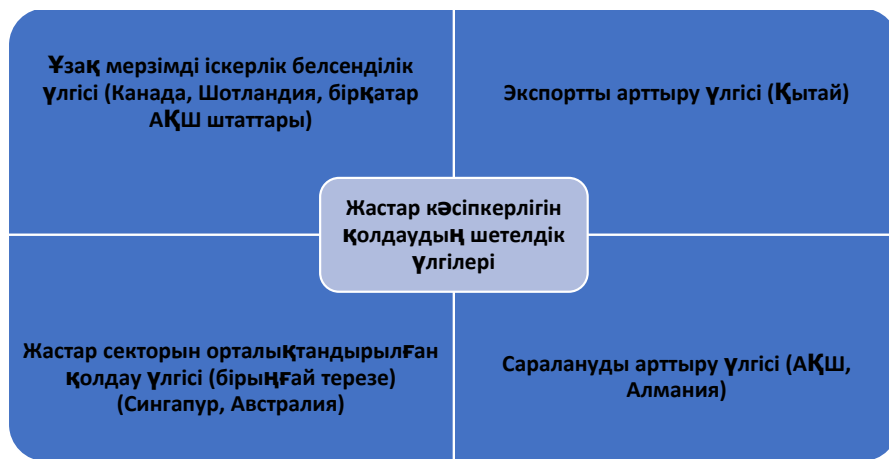 Ұзақ мерзімді іскерлік белсенділік
үлгісі (Канада, Шотландия, бірқатар
АҚШ штаттары)
Экспортты арттыру үлгісі (Қытай)
Жастар кәсіпкерлігін
қолдаудың шетелдік
үлгілері
Жастар секторын орталықтандырылған
қолдау үлгісі (бірыңғай терезе)
(Сингапур, Австралия)
Саралануды арттыру үлгісі (АҚШ,
Алмания)